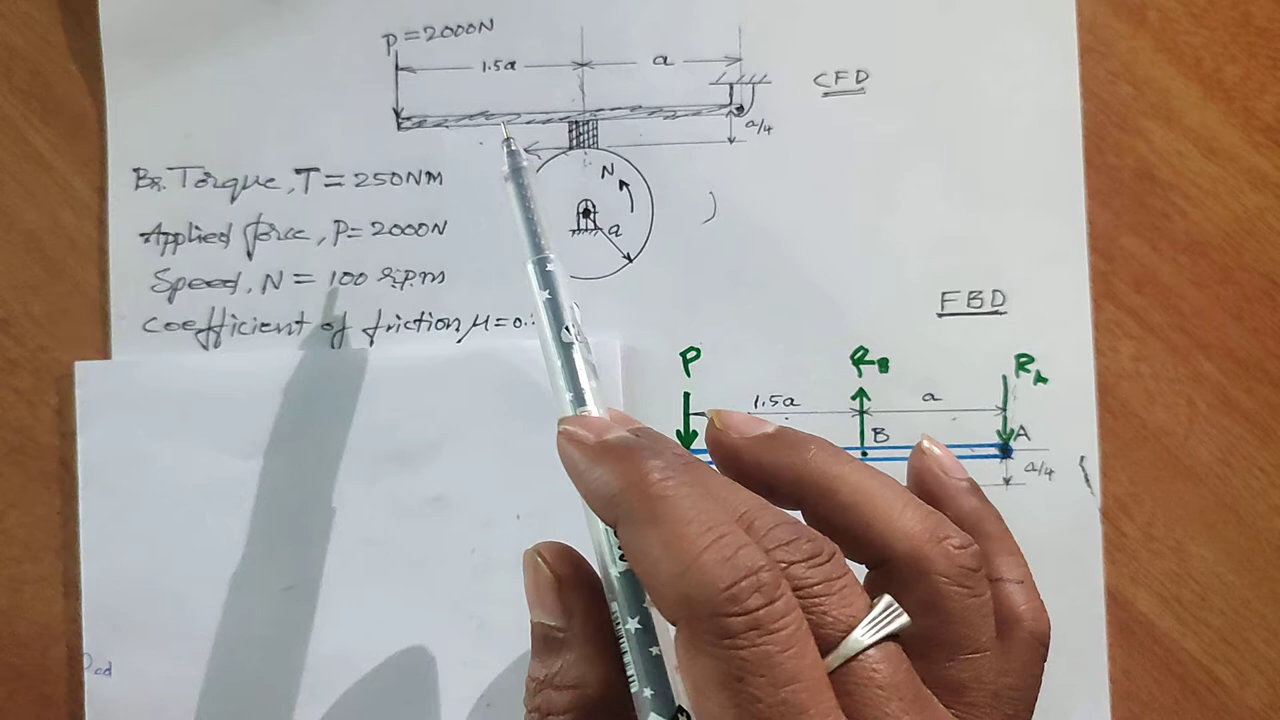 P=2000N
1.5a
a
CFD
a/4
N
a
Br. Torque, T = 250NM
Applied force, P=2000N
Speed, N = 100 r.p.m
coefficient of friction μ=0.
FBD
P
RB
RA
1.5a
a
B
A
a/4